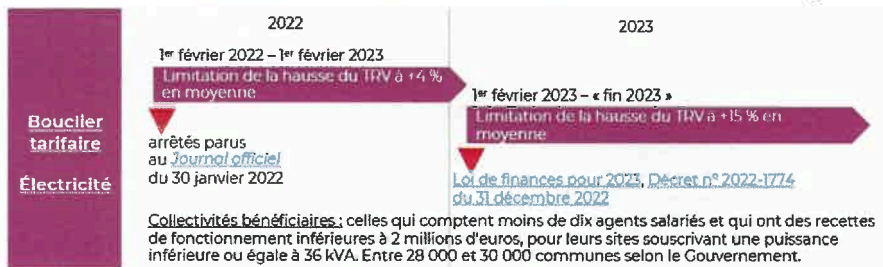 2022
2023
1er février 2022 – 1er février 2023
Limitation de la hausse du TRV à +4 %
en moyenne
1er février 2023 – « fin 2023 »
Limitation de la hausse du TRV à +15 % en
moyenne
Bouclier
tarifaire
Électricité
arrêtés parus
au Journal officiel
du 30 janvier 2022
Loi de finances pour 2023, Décret n° 2022-1774
du 31 décembre 2022
Collectivités bénéficiaires : celles qui comptent moins de dix agents salariés et qui ont des recettes
de fonctionnement inférieures à 2 millions d'euros, pour leurs sites souscrivant une puissance
inférieure ou égale à 36 kVA. Entre 28 000 et 30 000 communes selon le Gouvernement.